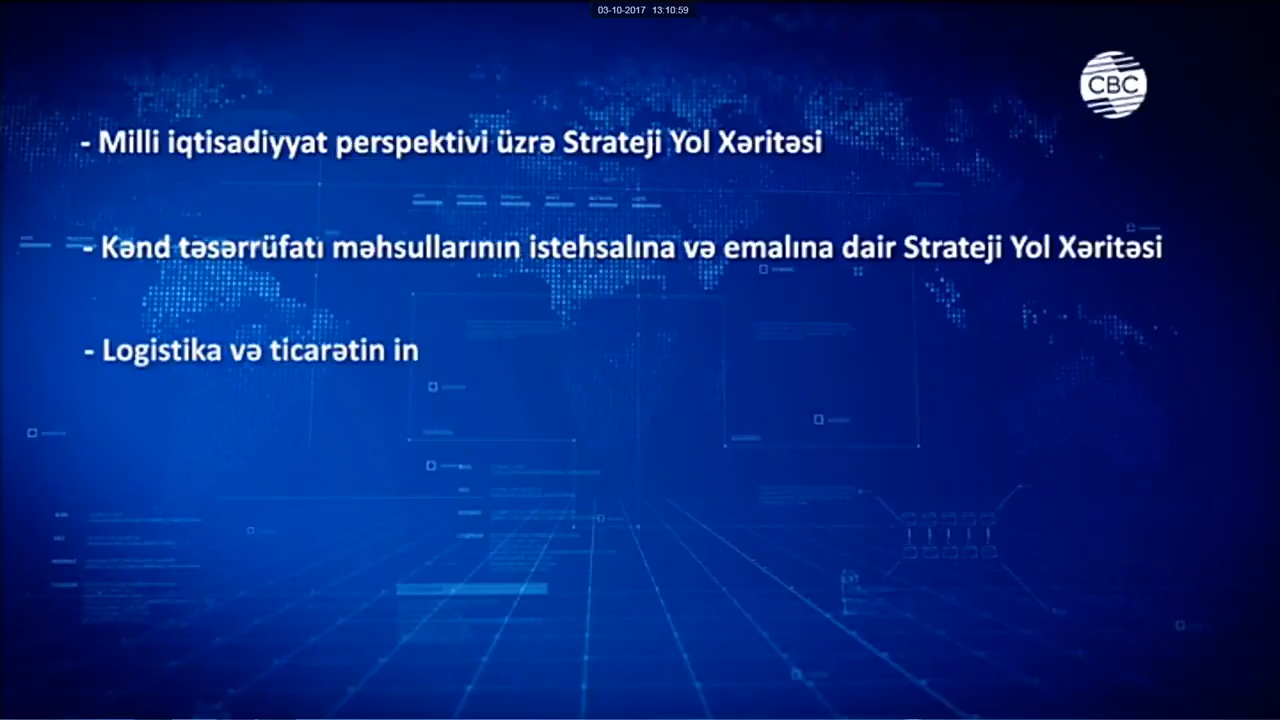 03-10-2017 13:10:59
CBC
- Milli iqtisadiyyat perspektivi üzrə Strateji Yol Xəritəsi
- Kənd təsərrüfatı məhsullarının istehsalına və emalına dair Strateji Yol Xəritəsi
- Logistika və ticarətin in